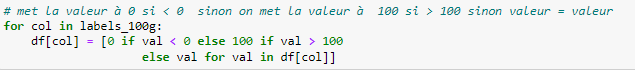 # met la valeur à 0 si < 0  sinon on met la valeur à  100 si > 100 sinon valeur = valeur
for col in labels_100g:
    df[col] = [0 if val < 0 else 100 if val > 100
                    else val for val in df[col]]